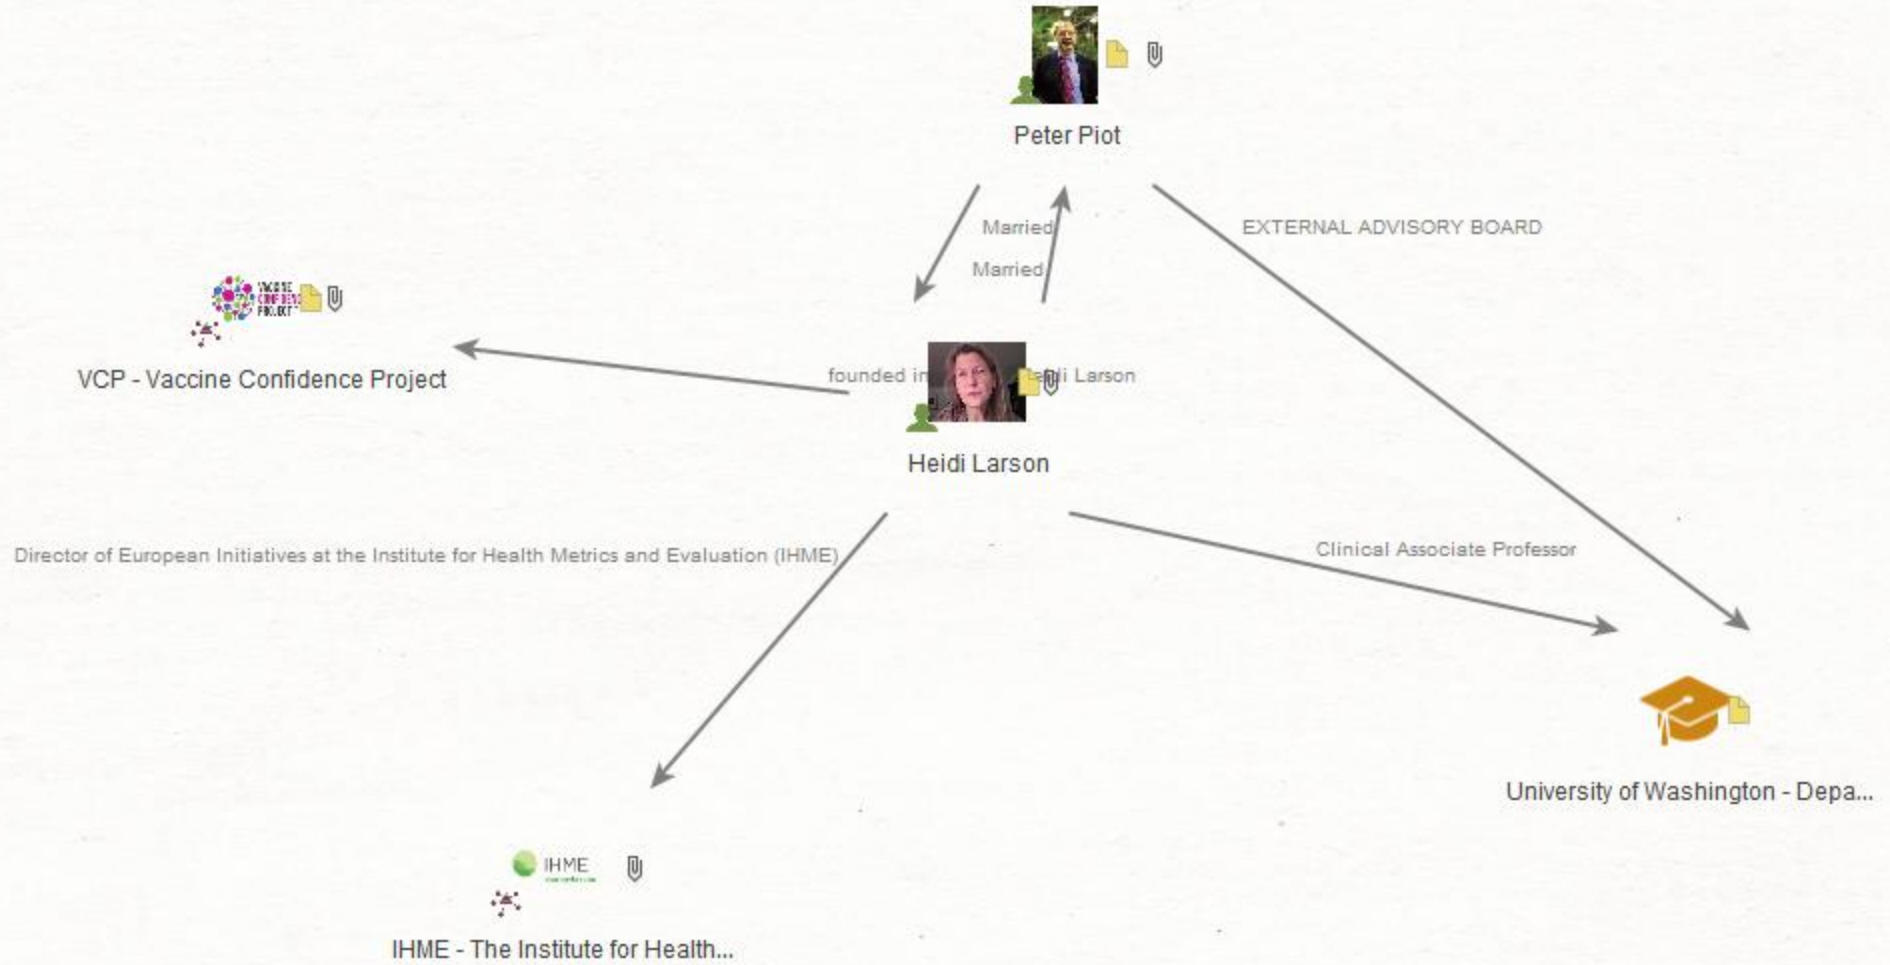 Peter Piot
Married
EXTERNAL ADVISORY BOARD
Married
VACCINE
PROJECT
VCP - Vaccine Confidence Project
founded in
Larson
Heidi Larson
Director of European Initiatives at the Institute for Health Metrics and Evaluation (IHME)
Clinical Associate Professor
University of Washington - Depa...
IHME
IHME - The Institute for Health...